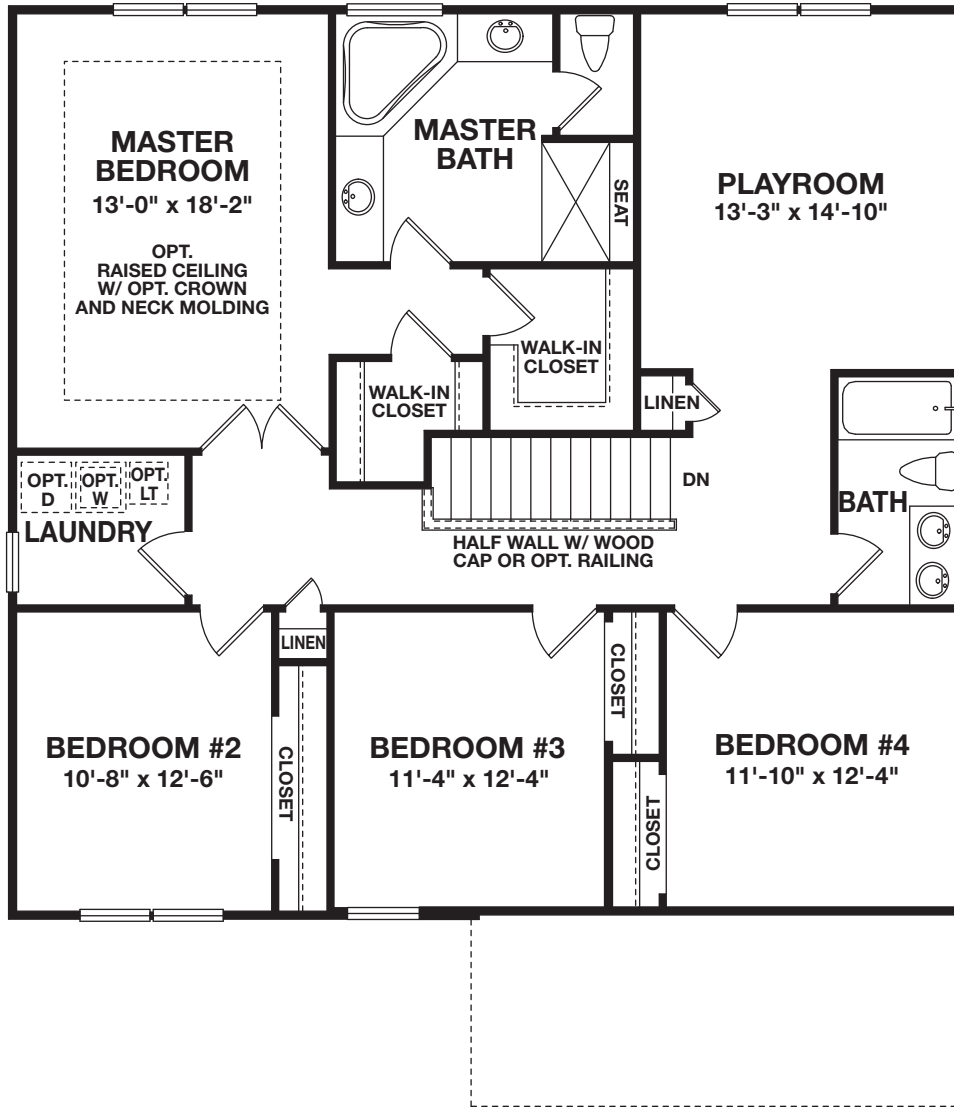 MASTER
BEDROOM
13'-0" x 18'-2"
OPT.
RAISED CEILING
W/ OPT. CROWN
AND NECK MOLDING
MASTER
BATH
SEAT
PLAYROOM
13'-3" x 14'-10"
WALK-IN
CLOSET
WALK-IN
CLOSET
LINEN
OPT.
D
OPT.
W
OPT.
LT
LAUNDRY
DN
BATH
HALF WALL W/ WOOD
CAP OR OPT. RAILING
LINEN
BEDROOM #2
10'-8" x 12'-6"
CLOSET
BEDROOM #3
11'-4" x 12'-4"
CLOSET
CLOSET
BEDROOM #4
11'-10" x 12'-4"